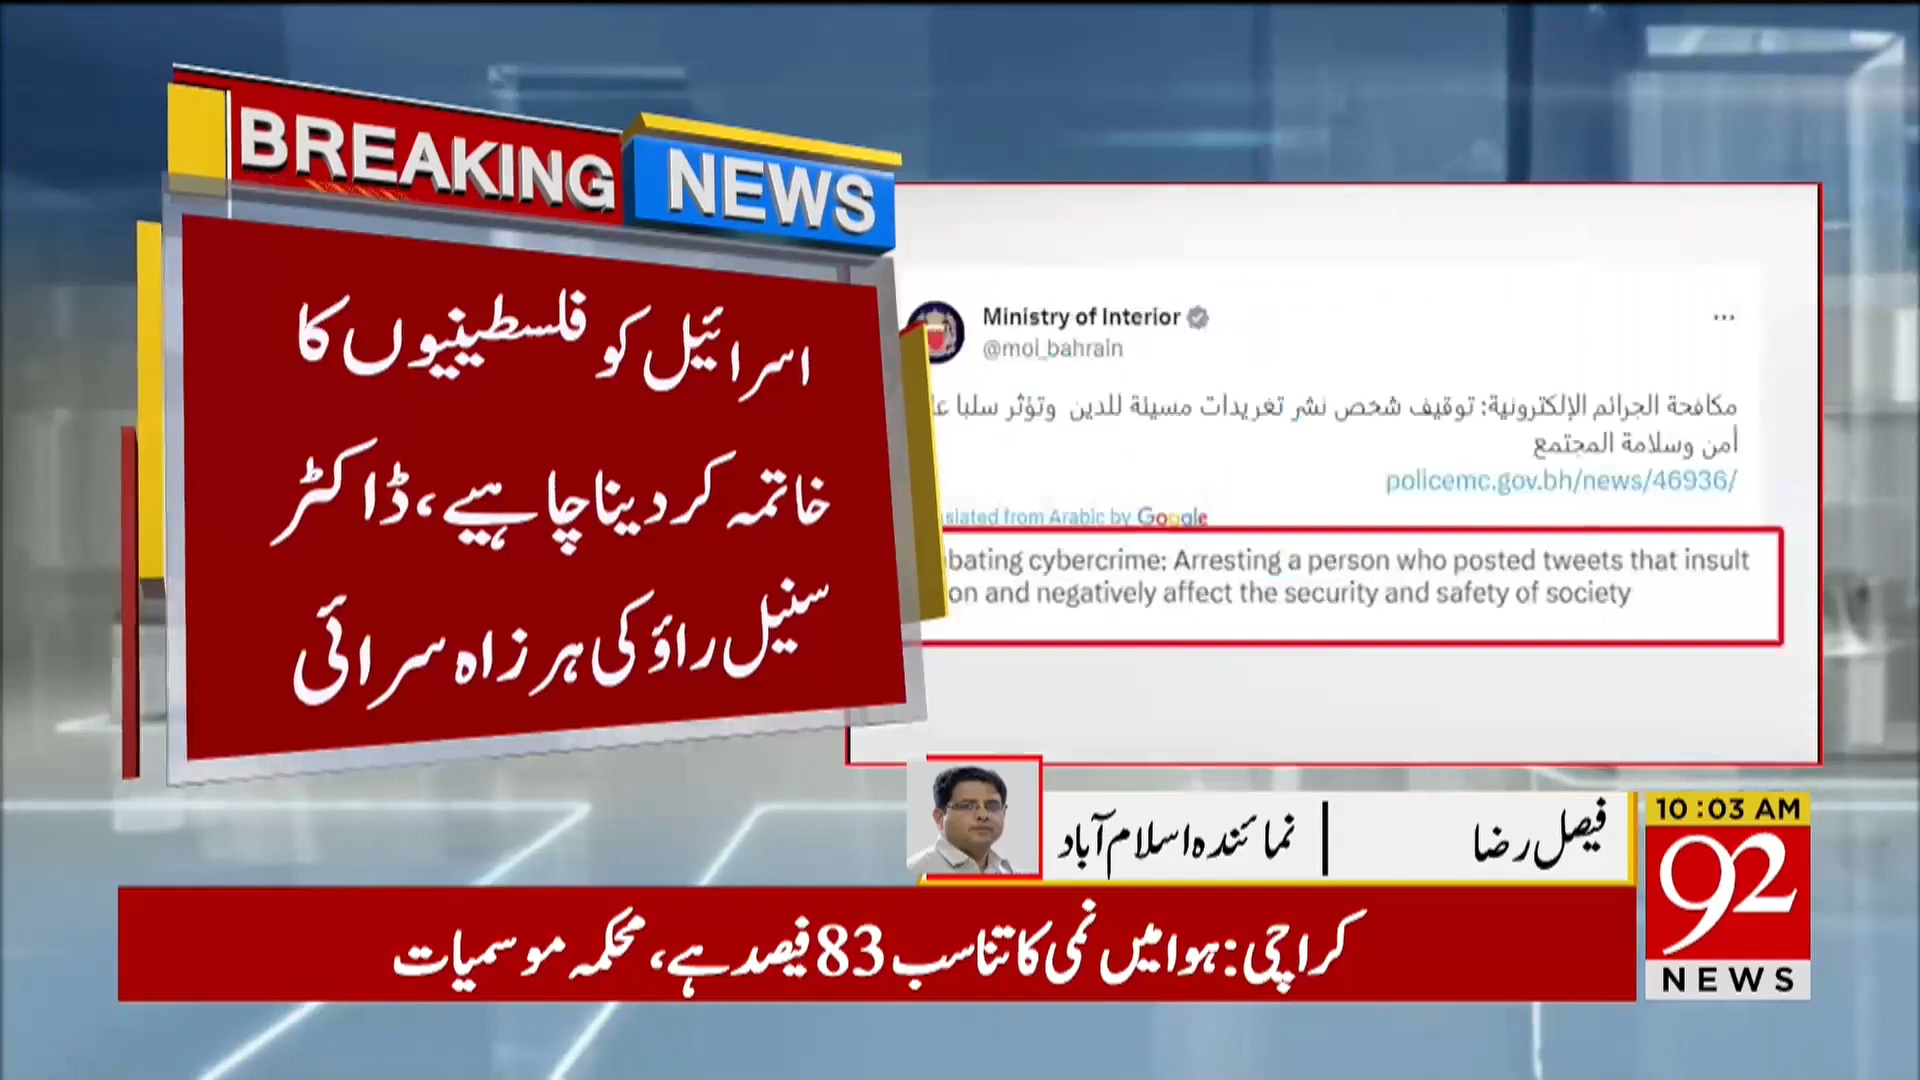 BREAKING NEWS
اسرائیل کو فلسطینیوں کا
خاتمہ کر دینا چاہیے، ڈاکٹر
سنیل راؤ کی ہرزاہ سرائی
Ministry of Interior
@moi_bahrain
مكافحة الجرائم الإلكترونية: توقيف شخص نشر تغريدات مسيئة للدين وتؤثر سلبا
أمن وسلامة المجتمع
policemc.gov.bh/news/46936/
slated from Arabic by Google
bating cybercrime: Arresting a person who posted tweets that insult
on and negatively affect the security and safety of society
فیصل رضا | نمائندہ اسلام آباد
10:03 AM
92
NEWS
کراچی: ہوا میں نمی کا تناسب 83 فیصد ہے، محکمہ موسمیات